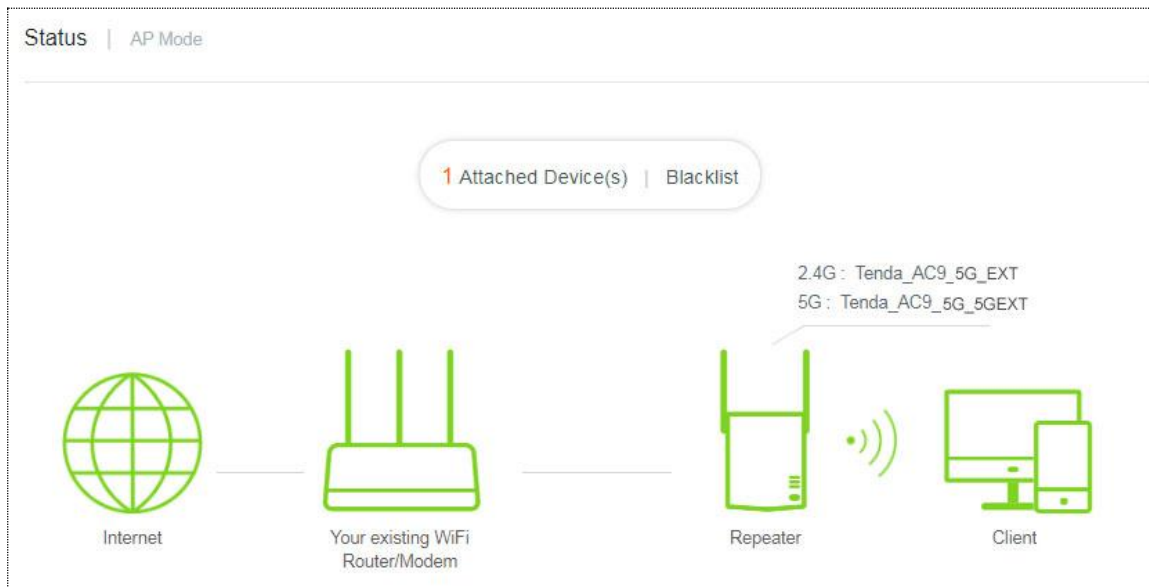 Status | AP Mode
1 Attached Device(s) | Blacklist
2.4G : Tenda_AC9_5G_EXT
5G : Tenda_AC9_5G_5GEXT
Internet
Your existing WiFi
Router/Modem
Repeater
Client